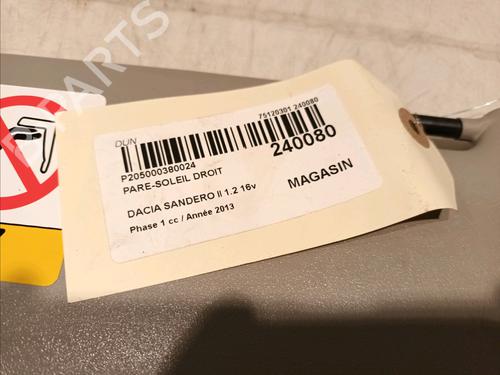 PARTS
DUN
75120301 240080
P205000380024
240080
PARE-SOLEIL DROIT
DACIA SANDERO II 1.2 16v
MAGASIN
Phase 1 cc / Année 2013